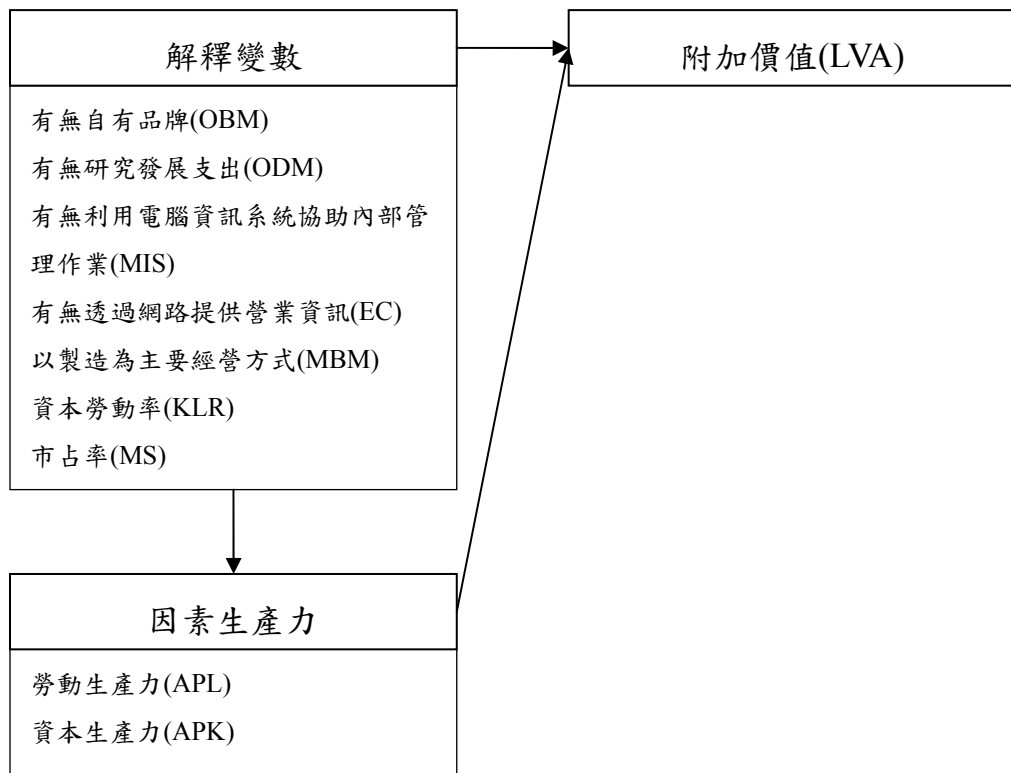 解釋變數
附加價值(LVA)
有無自有品牌(OBM)
有無研究發展支出(ODM)
有無利用電腦資訊系統協助內部管
理作業(MIS)
有無透過網路提供營業資訊(EC)
以製造為主要經營方式(MBM)
資本勞動率(KLR)
市占率(MS)
因素生產力
勞動生產力(APL)
資本生產力(APK)